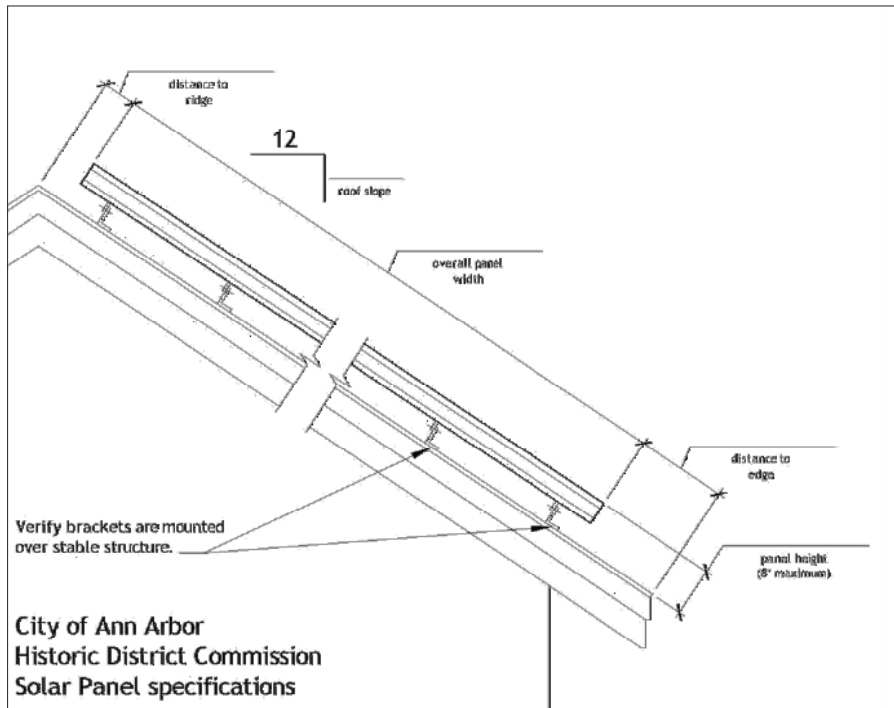 distance to
ridge
12
roof slope
overall panel
width
distance to
edge
Verify brackets are mounted
over stable structure.
panel height
(8" maximum)
City of Ann Arbor
Historic District Commission
Solar Panel specifications